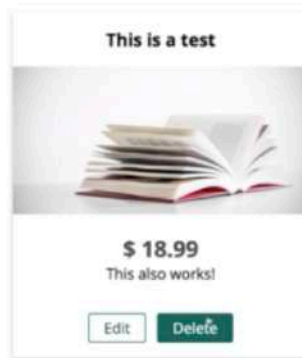 This is a test
$ 18.99
This also works!
Edit
Delete